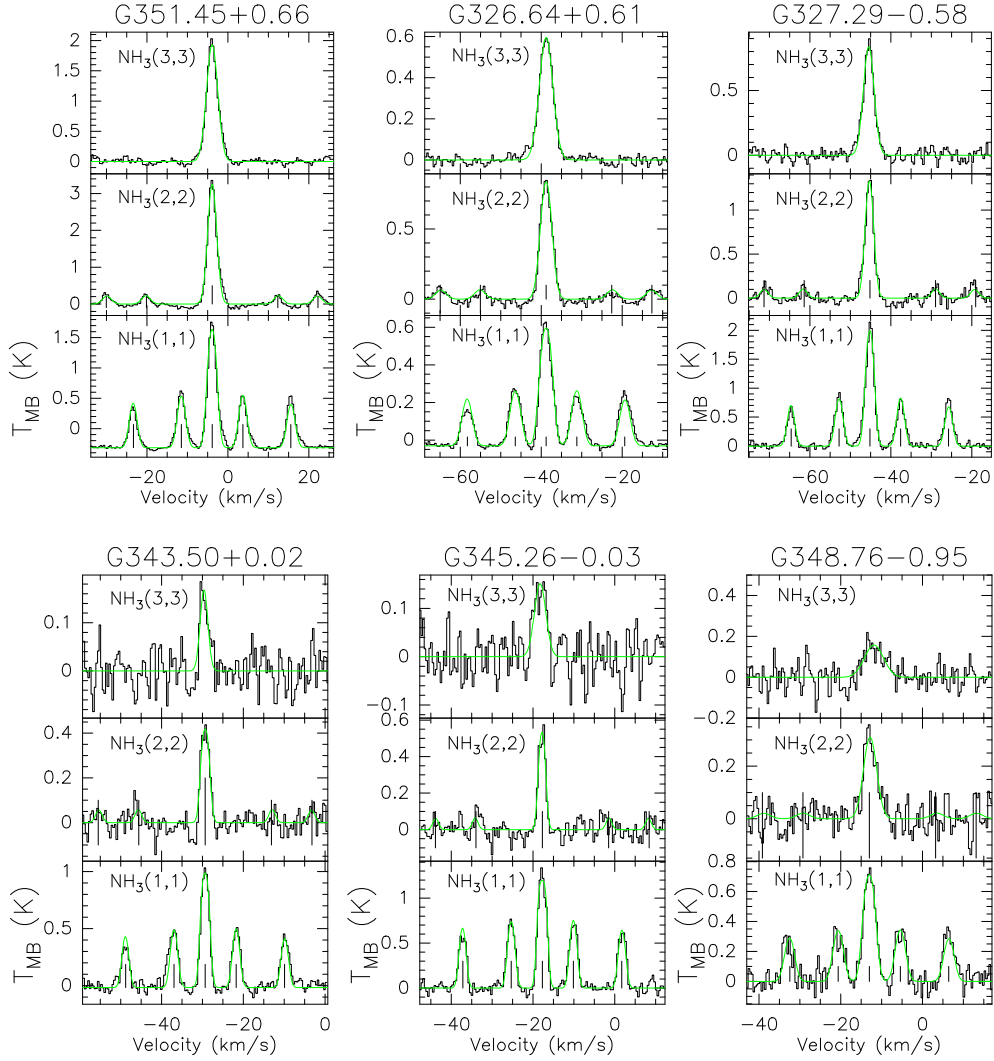 G351.45+0.66
NH3(3,3)
2
1.5
1
0.5
0
NH3(2,2)
3
2
1
0
NH3(1,1)
1.5
1
0.5
0
TMB (K)
−20 0 20
Velocity (km/s)
G326.64+0.61
NH3(3,3)
0.6
0.4
0.2
0
NH3(2,2)
0.5
0
NH3(1,1)
0.6
0.4
0.2
0
TMB (K)
−60 −40 −20
Velocity (km/s)
G327.29−0.58
NH3(3,3)
0.5
0
NH3(2,2)
1
0.5
0
NH3(1,1)
2
1.5
1
0.5
0
TMB (K)
−60 −40 −20
Velocity (km/s)
G343.50+0.02
NH3(3,3)
0.1
0
NH3(2,2)
0.4
0.2
0
NH3(1,1)
1
0.5
0
TMB (K)
−40 −20 0
Velocity (km/s)
G345.26−0.03
NH3(3,3)
0.1
0
−0.1
NH3(2,2)
0.6
0.4
0.2
0
NH3(1,1)
1
0.5
0
TMB (K)
−40 −20 0
Velocity (km/s)
G348.76−0.95
NH3(3,3)
0.4
0.2
0
−0.2
NH3(2,2)
0.2
0
NH3(1,1)
0.8
0.6
0.4
0.2
0
TMB (K)
−40 −20 0
Velocity (km/s)